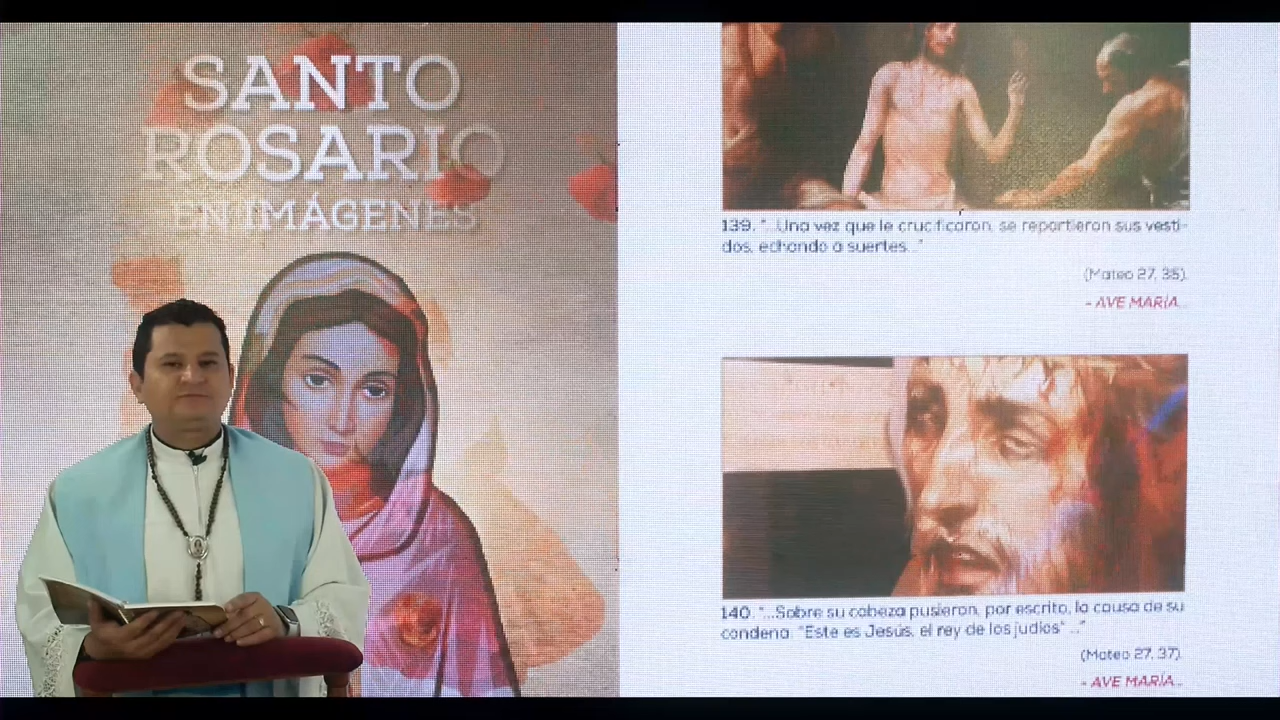 SANTO
ROSARIO
EN IMÁGENES
139. "...Una vez que le crucificaron, se repartieron sus vesti-
dos, echando a suertes..."
(Mateo 27, 35).
- AVE MARÍA...
140. "...Sobre su cabeza pusieron, por escrito, la causa de su
condena: "Este es Jesús, el rey de los judíos"..."
(Mateo 27, 37).
- AVE MARÍA...